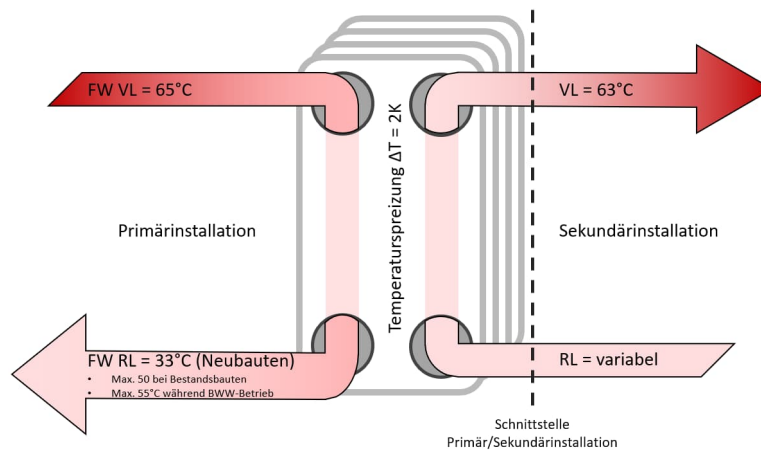 FW VL = 65°C
VL = 63°C
Temperaturspreizung ΔT = 2K
Primärinstallation
Sekundärinstallation
FW RL = 33°C (Neubauten)
• Max. 50 bei Bestandsbauten
• Max. 55°C während BWW-Betrieb
RL = variabel
Schnittstelle
Primär/Sekundärinstallation